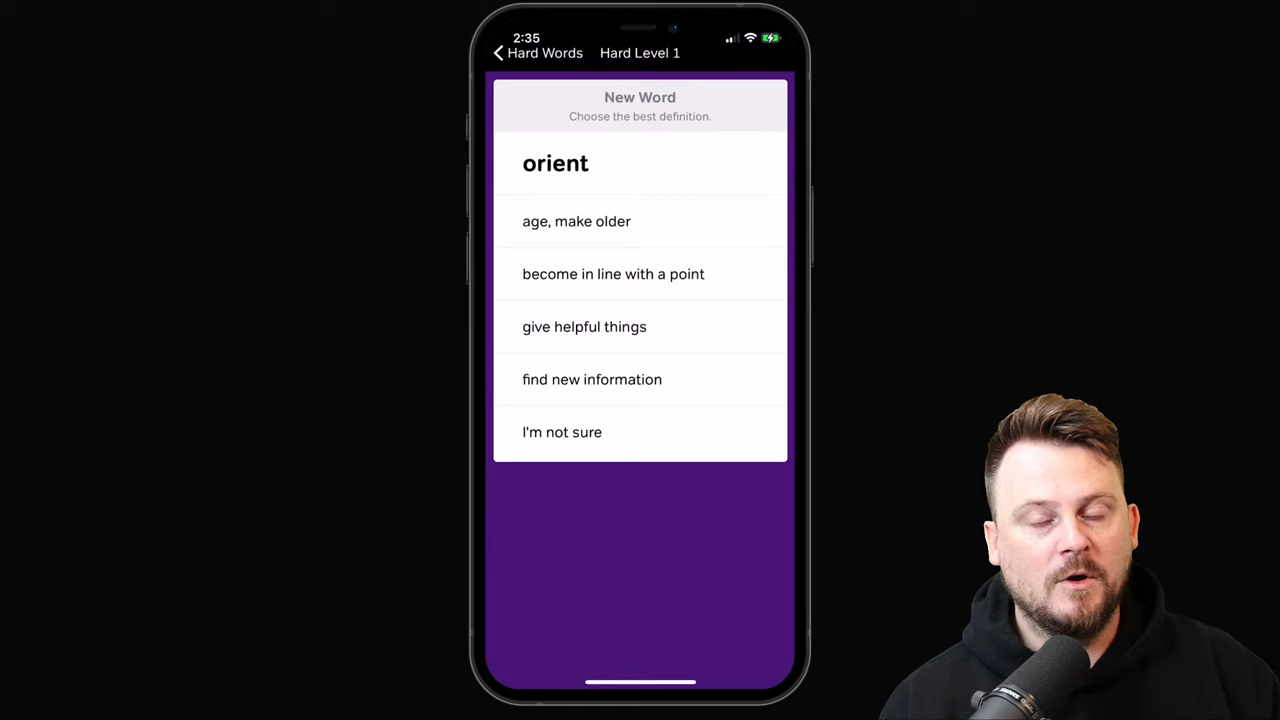 2:35
Hard Words Hard Level 1
New Word
Choose the best definition.
orient
age, make older
become in line with a point
give helpful things
find new information
I'm not sure